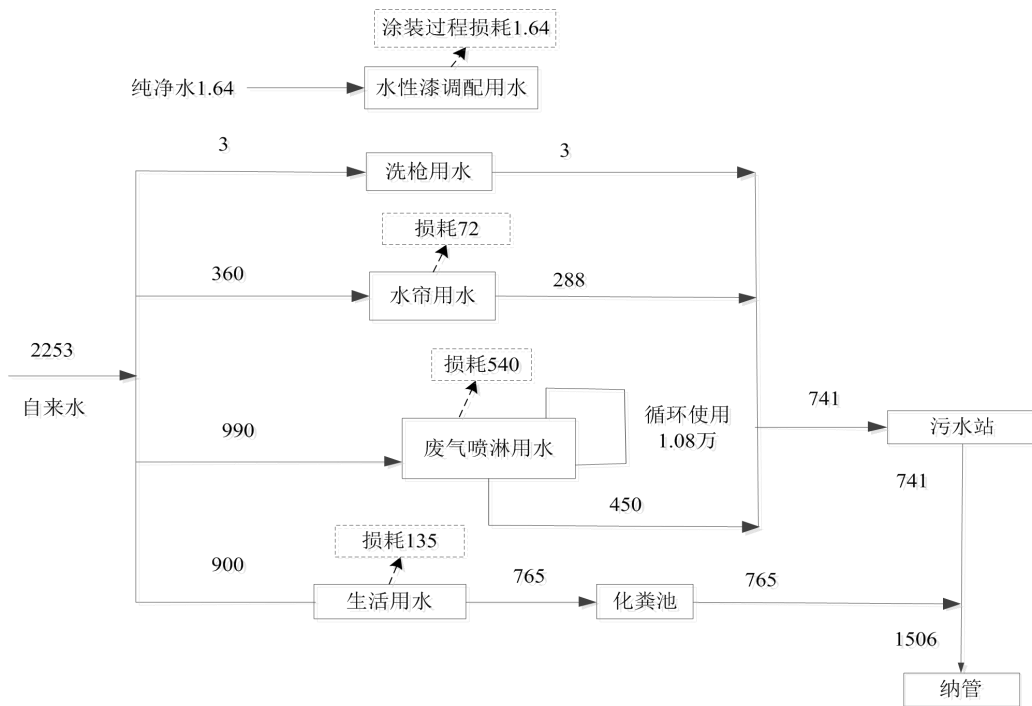 涂装过程损耗1.64
纯净水1.64
水性漆调配用水
3
洗枪用水
3
损耗72
360
水帘用水
288
2253
自来水
损耗540
990
废气喷淋用水
循环使用
1.08万
741
污水站
741
450
损耗135
900
生活用水
765
化粪池
765
1506
纳管